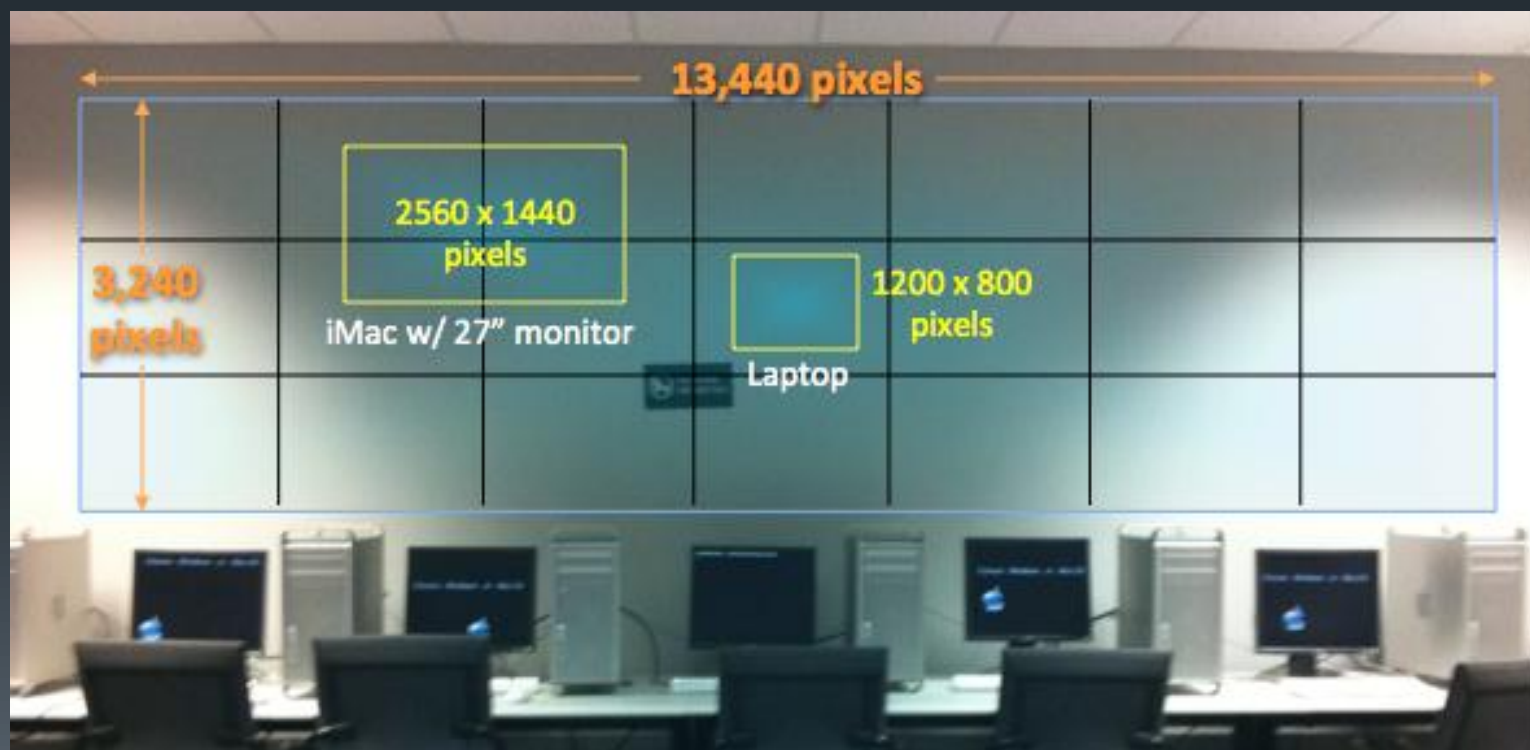 13,440 pixels
2560 x 1440
pixels
3,240
pixels
1200 x 800
pixels
iMac w/ 27” monitor
Laptop